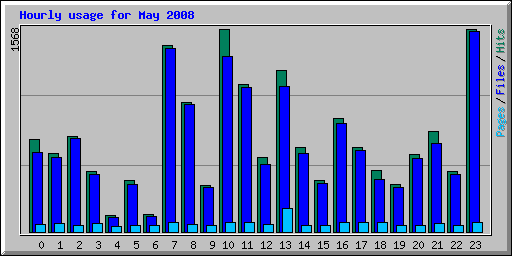 Hourly usage for May 2008
1568
Pages/Files/Hits
0 1 2 3 4 5 6 7 8 9 10 11 12 13 14 15 16 17 18 19 20 21 22 23